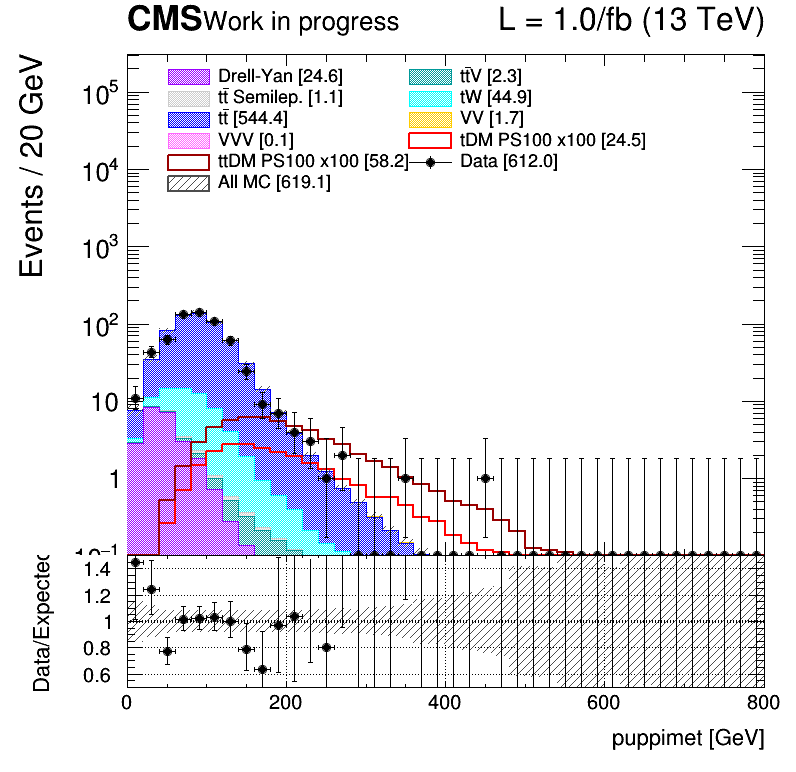 CMS Work in progress L = 1.0/fb (13 TeV)
Events / 20 GeV
Drell-Yan [24.6] tt̄V [2.3]
tt̄ Semilep. [1.1] tW [44.9]
tt̄ [544.4] VV [1.7]
VVV [0.1] tDM PS100 x100 [24.5]
ttDM PS100 x100 [58.2] Data [612.0]
All MC [619.1]
10⁵
10⁴
10³
10²
10
1
10⁻¹
Data/Expected
1.4
1.2
1
0.8
0.6
0 200 400 600 800
puppimet [GeV]